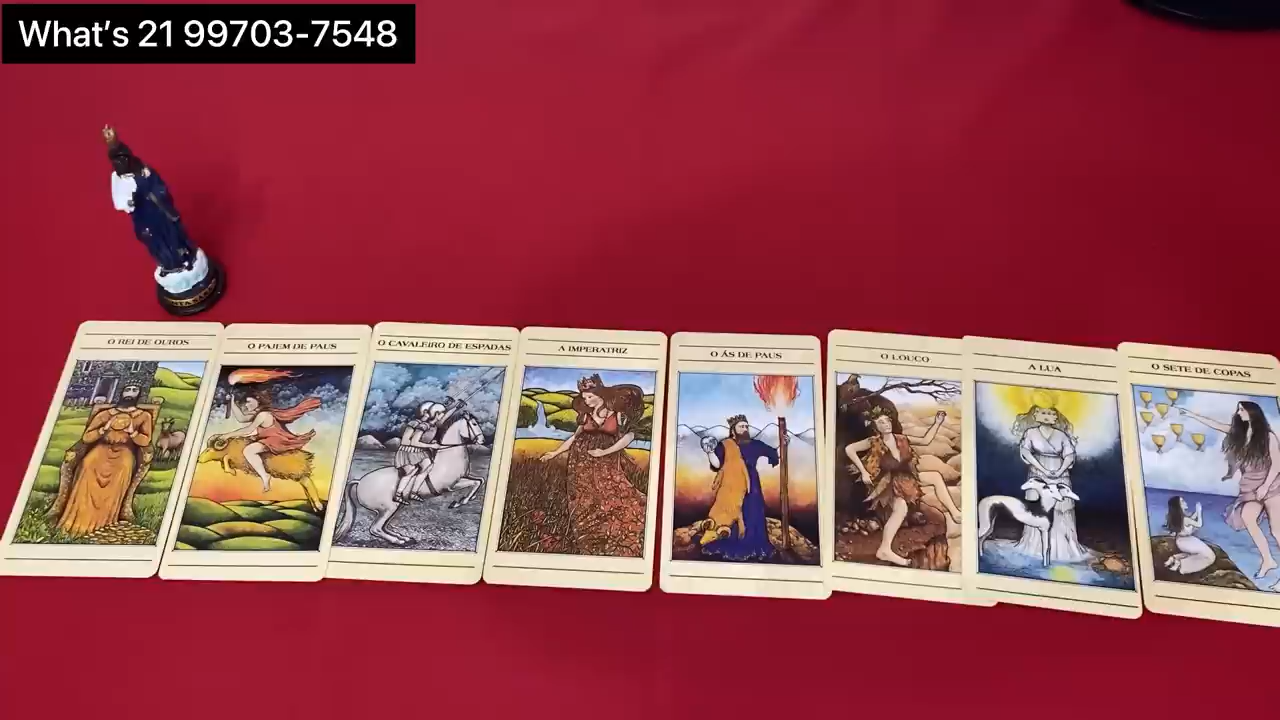 What's 21 99703-7548
O REI DE OUROS
O PAJEM DE PAUS
O CAVALEIRO DE ESPADAS
A IMPERATRIZ
O ÁS DE PAUS
O LOUCO
A LUA
O SETE DE COPAS